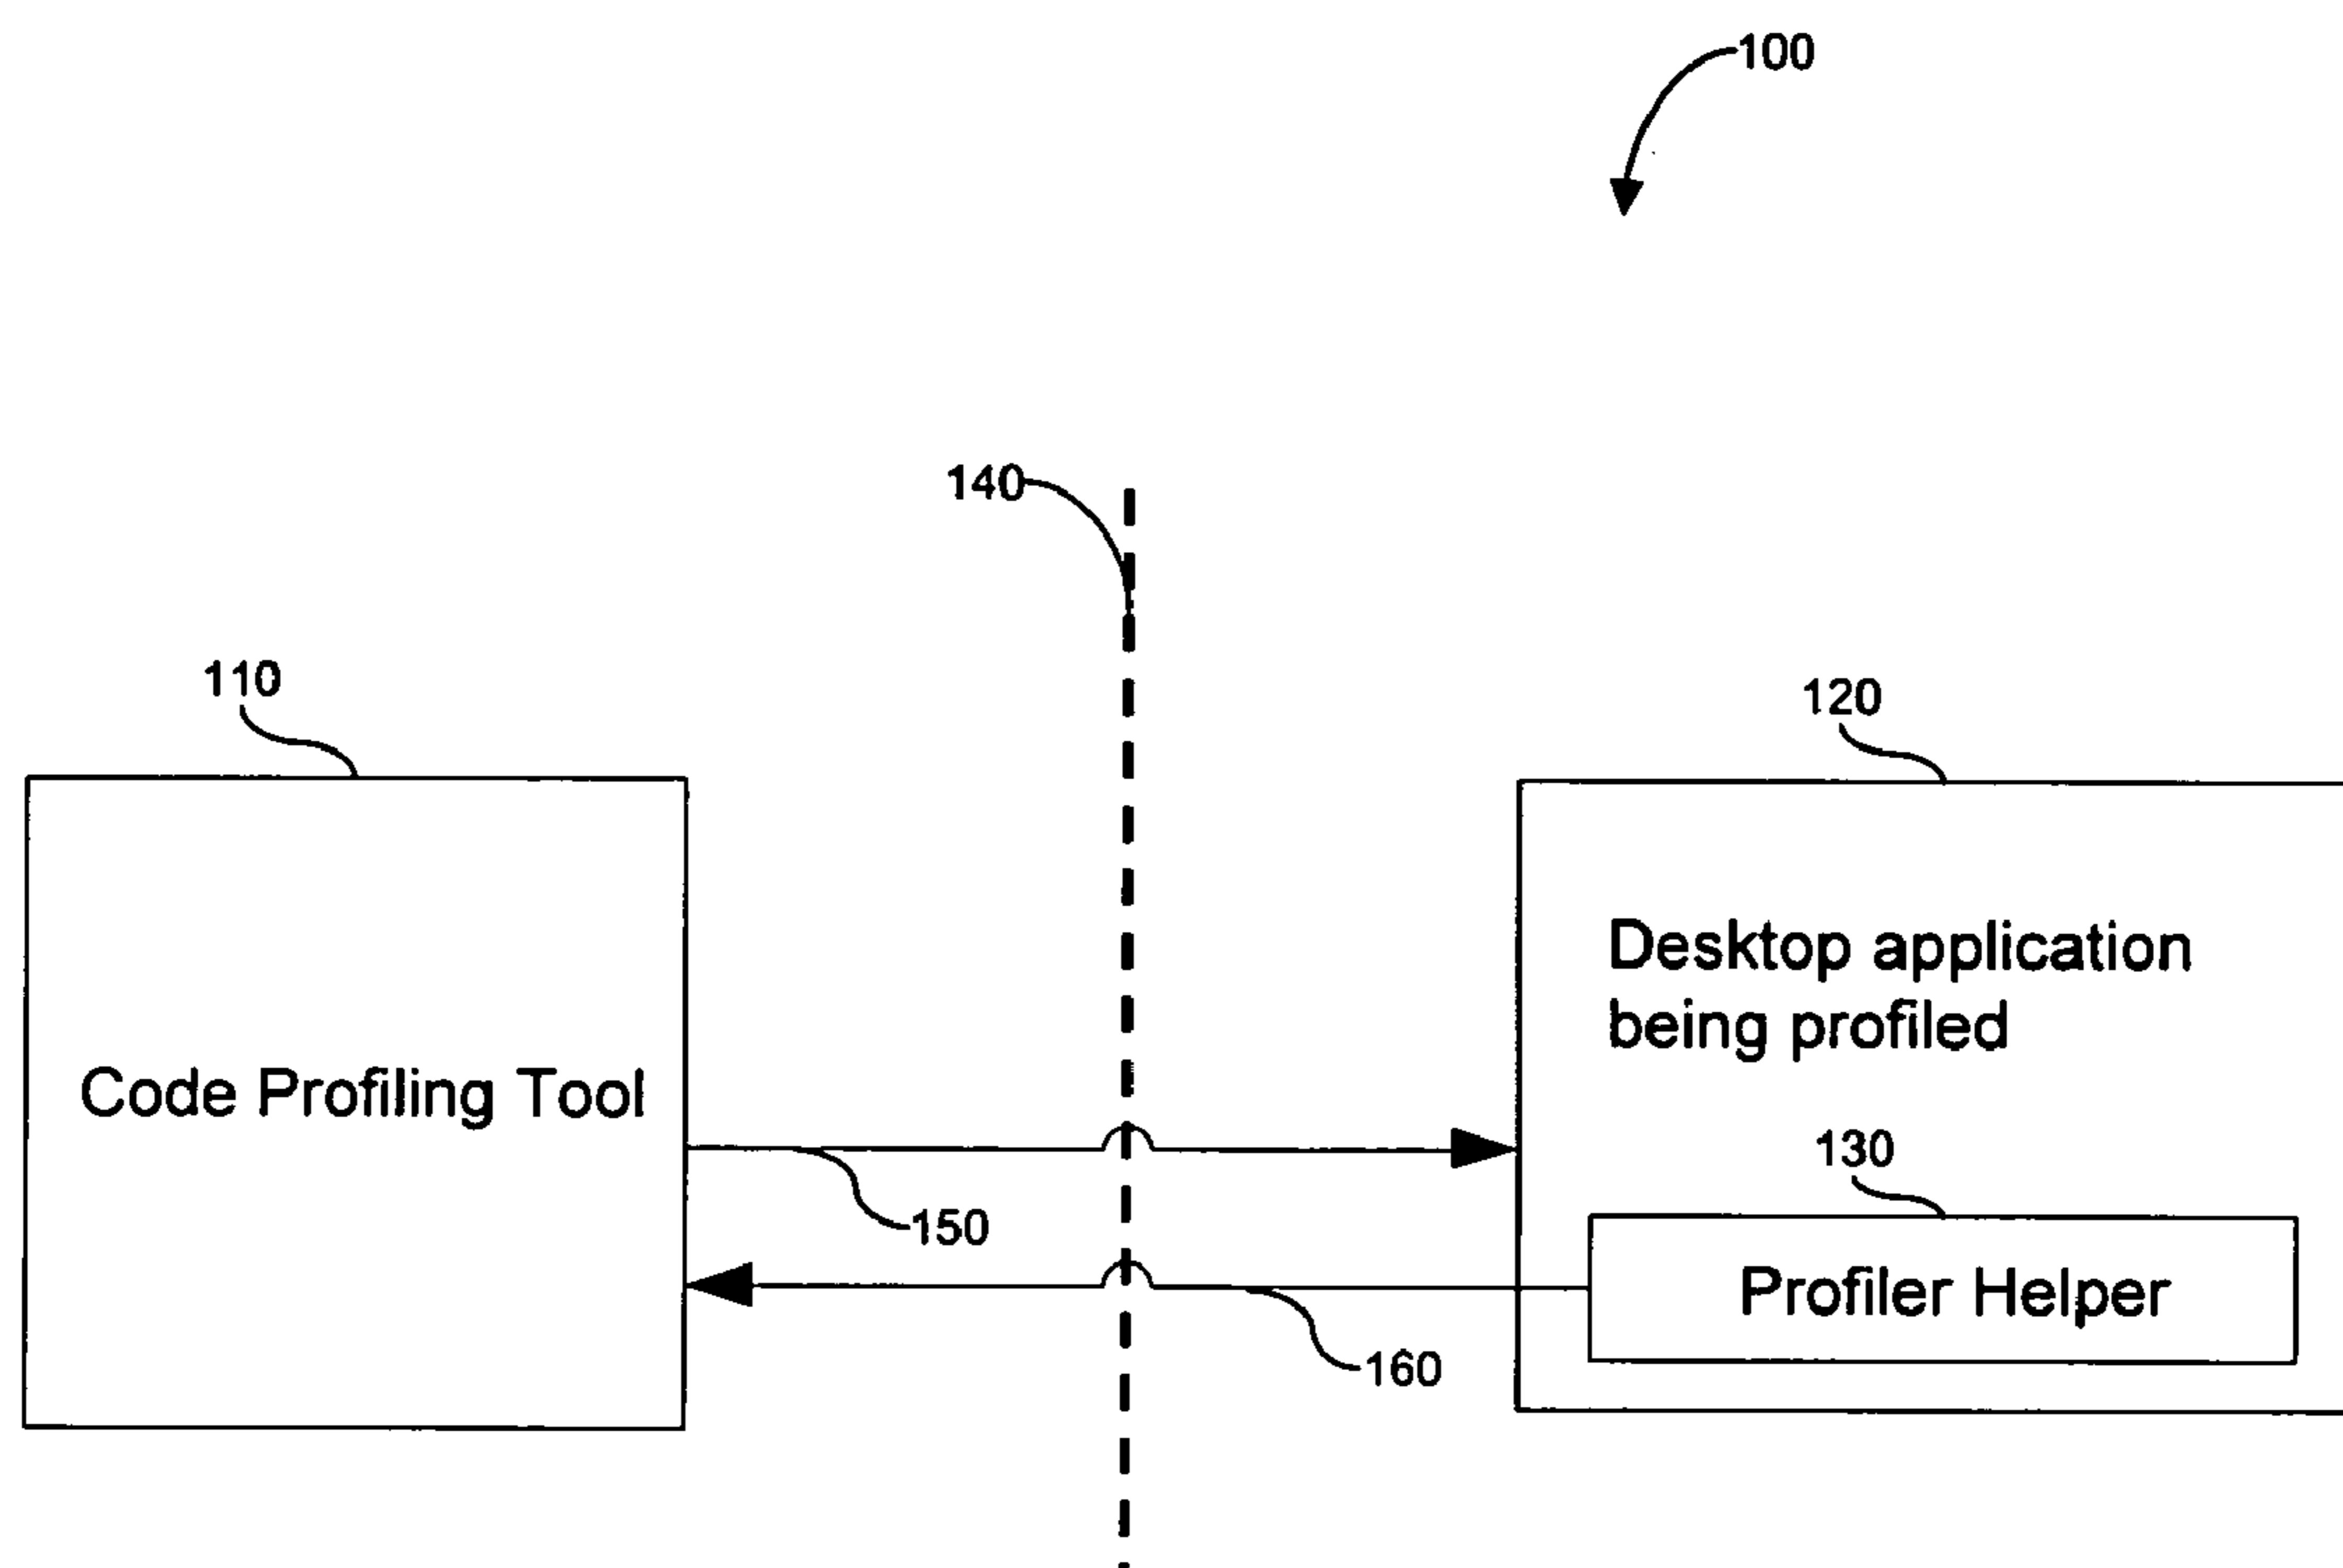 100
140
110
120
Desktop application
being profiled
Code Profiling Tool
130
150
Profiler Helper
160